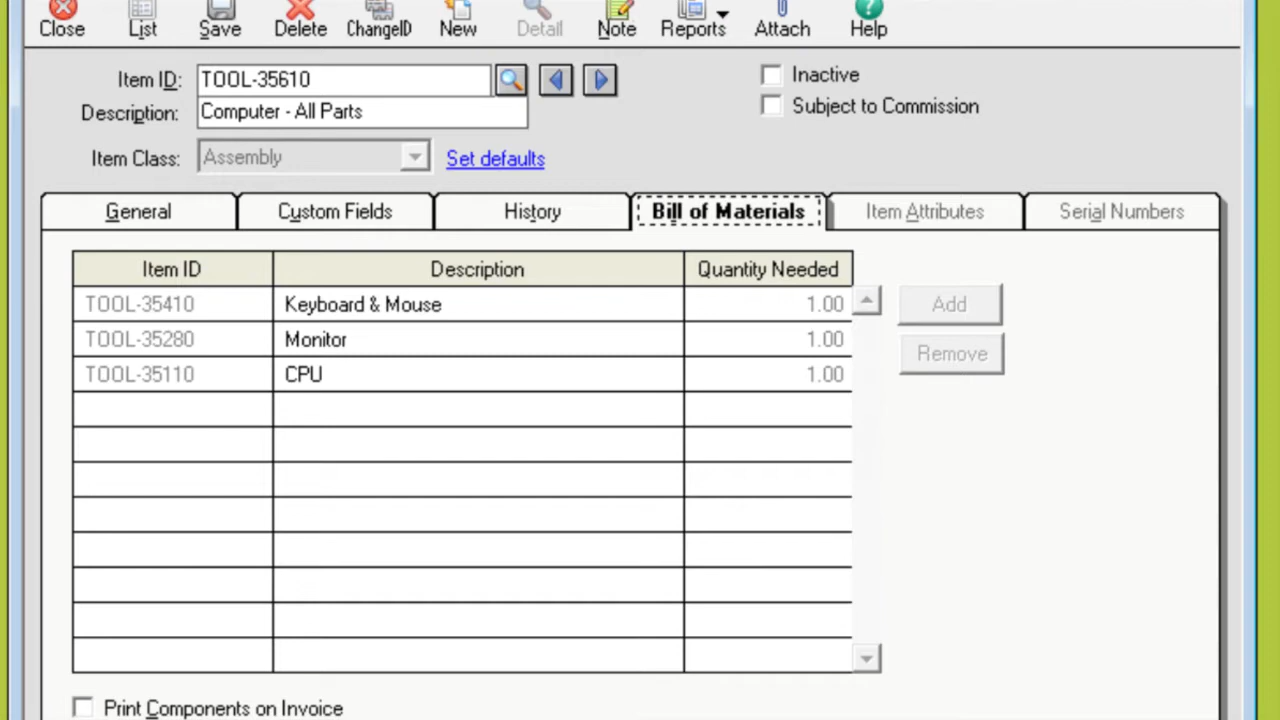 Close List Save Delete ChangeID New Detail Note Reports Attach Help
Item ID: TOOL-35610
Inactive
Description: Computer - All Parts
Subject to Commission
Item Class: Assembly Set defaults
General Custom Fields History Bill of Materials Item Attributes Serial Numbers
Item ID Description Quantity Needed
TOOL-35410 Keyboard & Mouse 1.00 Add
TOOL-35280 Monitor 1.00 Remove
TOOL-35110 CPU 1.00
Print Components on Invoice